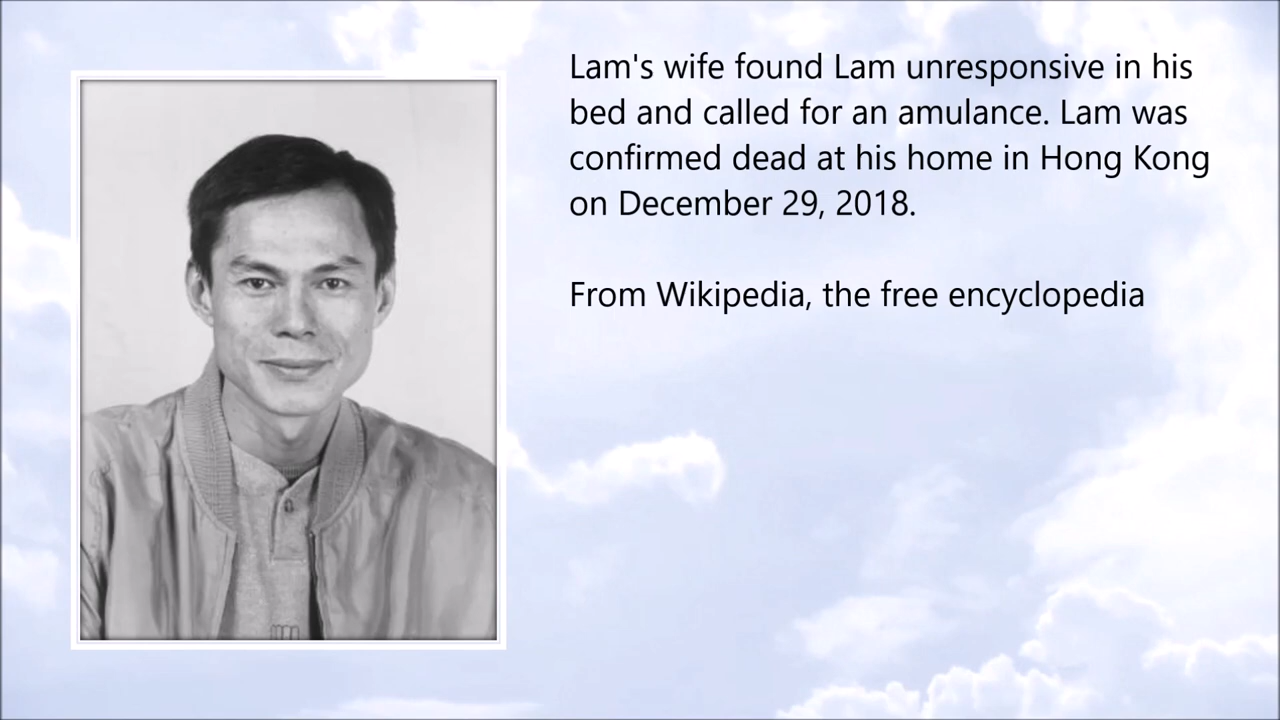 Lam's wife found Lam unresponsive in his
bed and called for an amulance. Lam was
confirmed dead at his home in Hong Kong
on December 29, 2018.
From Wikipedia, the free encyclopedia